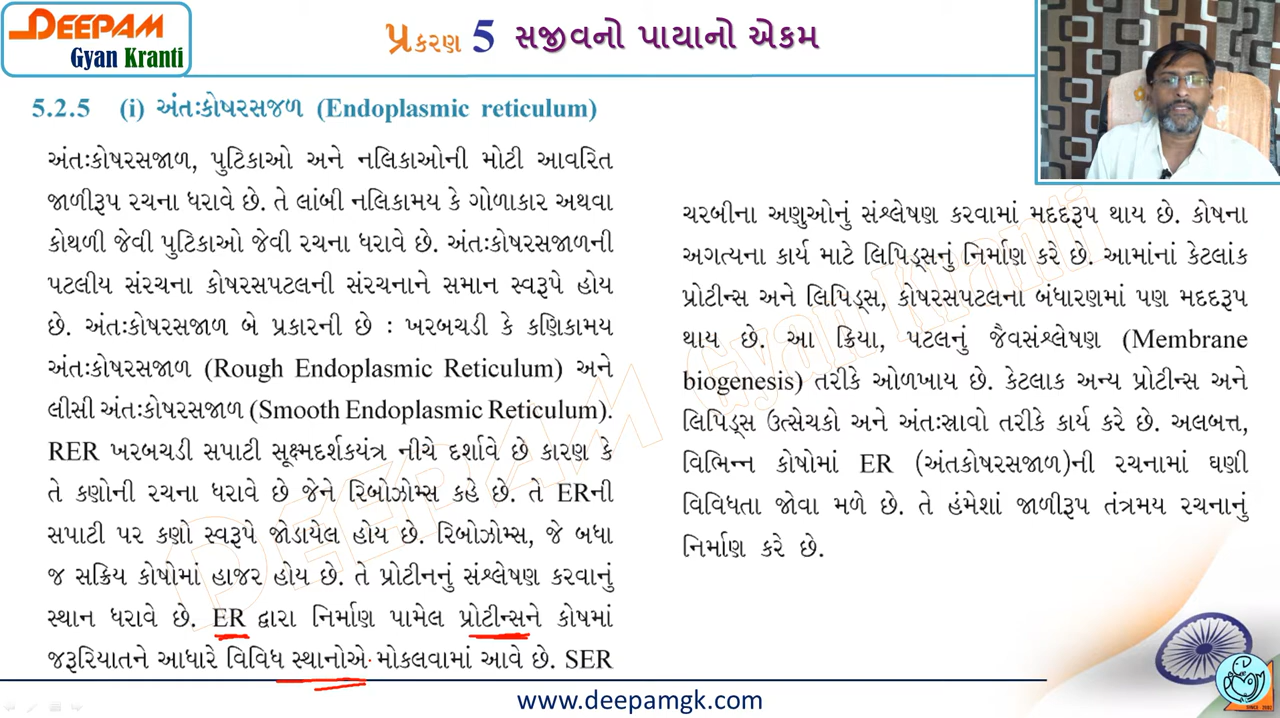 DEEPAM
Gyan Kranti
પ્રકરણ 5 સજીવનો પાયાનો એકમ
5.2.5 (i) અંતઃકોષરસજળ (Endoplasmic reticulum)
અંતઃકોષરસજાળ, પુટિકાઓ અને નલિકાઓની મોટી આવરિત
જાળીરૂપ રચના ધરાવે છે. તે લાંબી નલિકામય કે ગોળાકાર અથવા
કોથળી જેવી પુટિકાઓ જેવી રચના ધરાવે છે. અંતઃકોષરસજાળની
પટલીય સંરચના કોષરસપટલની સંરચનાને સમાન સ્વરૂપે હોય
છે. અંતઃકોષરસજાળ બે પ્રકારની છે : ખરબચડી કે કણિકામય
અંતઃકોષરસજાળ (Rough Endoplasmic Reticulum) અને
લીસી અંતઃકોષરસજાળ (Smooth Endoplasmic Reticulum).
RER ખરબચડી સપાટી સૂક્ષ્મદર્શકયંત્ર નીચે દર્શાવે છે કારણ કે
તે કણોની રચના ધરાવે છે જેને રિબોઝોમ્સ કહે છે. તે ERની
સપાટી પર કણો સ્વરૂપે જોડાયેલ હોય છે. રિબોઝોમ્સ, જે બધા
જ સક્રિય કોષોમાં હાજર હોય છે. તે પ્રોટીનનું સંશ્લેષણ કરવાનું
સ્થાન ધરાવે છે. ER દ્વારા નિર્માણ પામેલ પ્રોટીન્સને કોષમાં
જરૂરિયાતને આધારે વિવિધ સ્થાનોએ મોકલવામાં આવે છે. SER
ચરબીના અણુઓનું સંશ્લેષણ કરવામાં મદદરૂપ થાય છે. કોષના
અગત્યના કાર્ય માટે લિપિડ્સનું નિર્માણ કરે છે. આમાંનાં કેટલાંક
પ્રોટીન્સ અને લિપિડ્સ, કોષરસપટલના બંધારણમાં પણ મદદરૂપ
થાય છે. આ ક્રિયા, પટલનું જૈવસંશ્લેષણ (Membrane
biogenesis) તરીકે ઓળખાય છે. કેટલાક અન્ય પ્રોટીન્સ અને
લિપિડ્સ ઉત્સેચકો અને અંતઃસ્રાવો તરીકે કાર્ય કરે છે. અલબત્ત,
વિભિન્ન કોષોમાં ER (અંતકોષરસજાળ)ની રચનામાં ઘણી
વિવિધતા જોવા મળે છે. તે હંમેશાં જાળીરૂપ તંત્રમય રચનાનું
નિર્માણ કરે છે.
DEEPAM Gyan Kranti
www.deepamgk.com